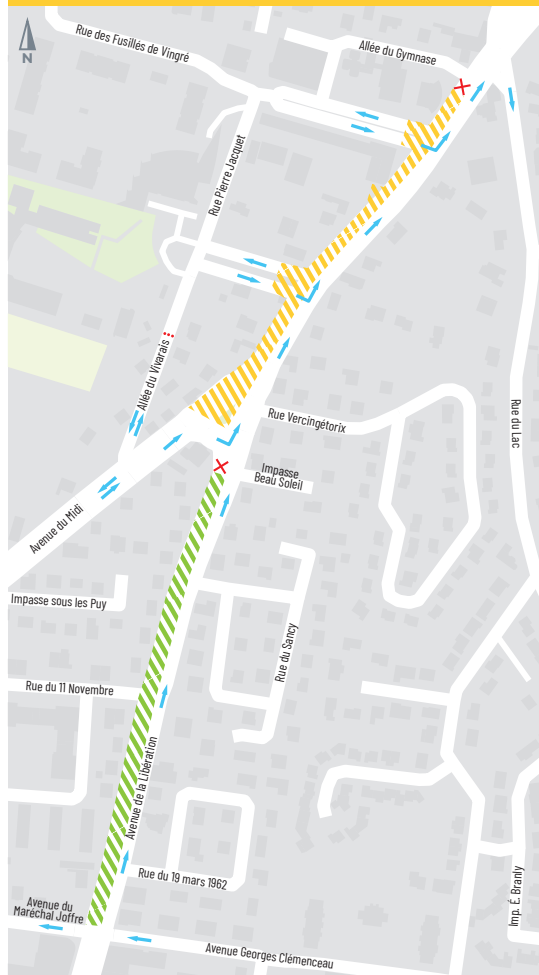 Rue des Fusillés de Vingré
Allée du Gymnase
N
Rue Pierre Jacquet
Allée du Vivarais
Rue Vercingétorix
Rue du Lac
Impasse
Beau Soleil
Avenue du Midi
Impasse sous les Puy
Rue du Sancy
Rue du 11 Novembre
Avenue de la Libération
Rue du 19 mars 1962
Imp. É. Branly
Avenue du
Maréchal Joffre
Avenue Georges Clémenceau